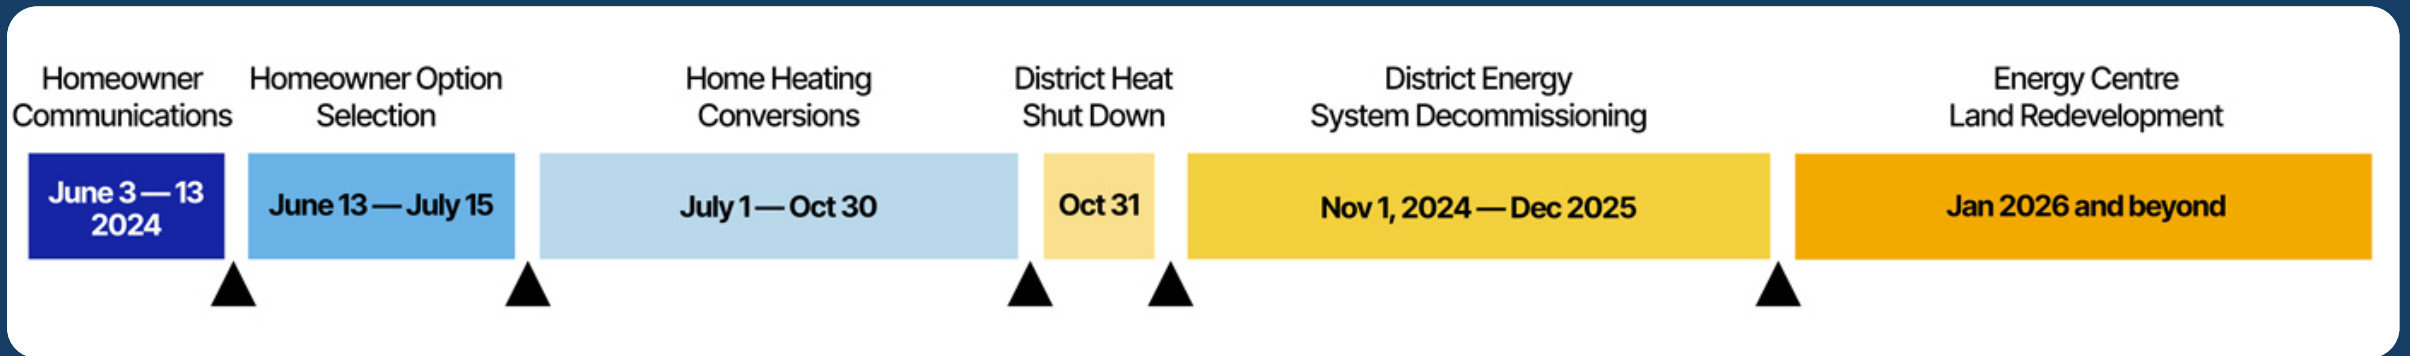 Homeowner
Communications
June 3 — 13
2024
Homeowner Option
Selection
June 13 — July 15
Home Heating
Conversions
July 1 — Oct 30
District Heat
Shut Down
Oct 31
District Energy
System Decommissioning
Nov 1, 2024 — Dec 2025
Energy Centre
Land Redevelopment
Jan 2026 and beyond